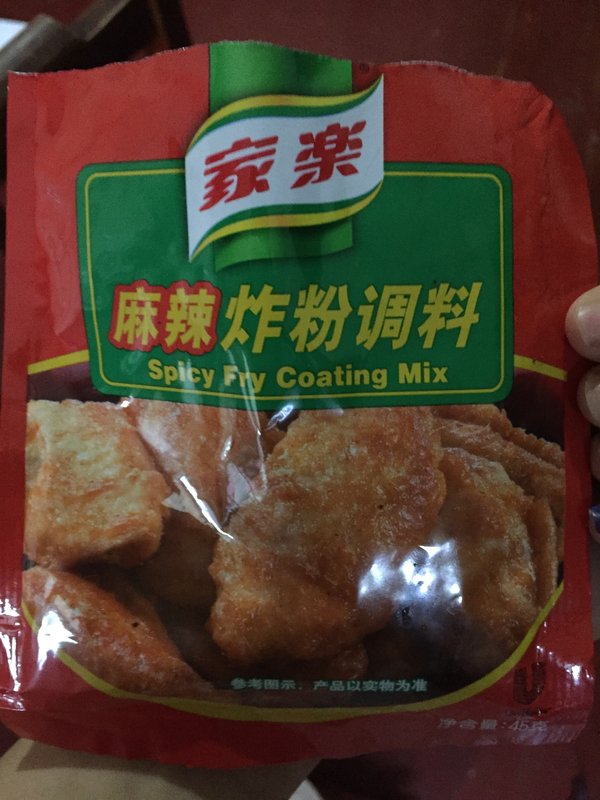 家樂
麻辣炸粉调料
Spicy Fry Coating Mix
参考图示,产品以实物为准
净含量:45克